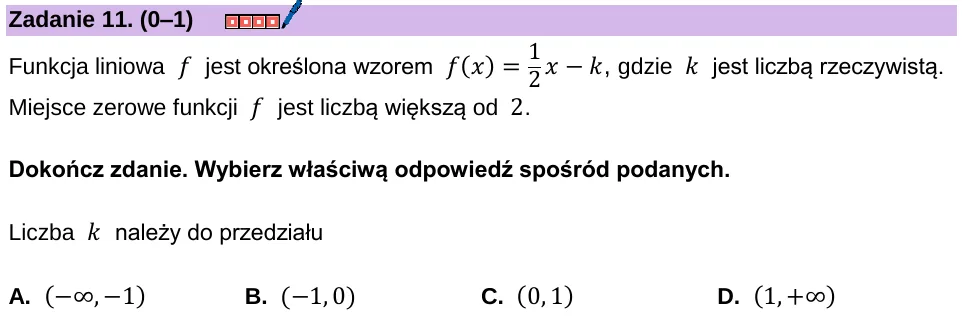 Zadanie 11. (0–1)
Funkcja liniowa f jest określona wzorem f(x) = 1/2 x − k, gdzie k jest liczbą rzeczywistą.
Miejsce zerowe funkcji f jest liczbą większą od 2.
Dokończ zdanie. Wybierz właściwą odpowiedź spośród podanych.
Liczba k należy do przedziału
A. (−∞, −1) B. (−1, 0) C. (0, 1) D. (1, +∞)